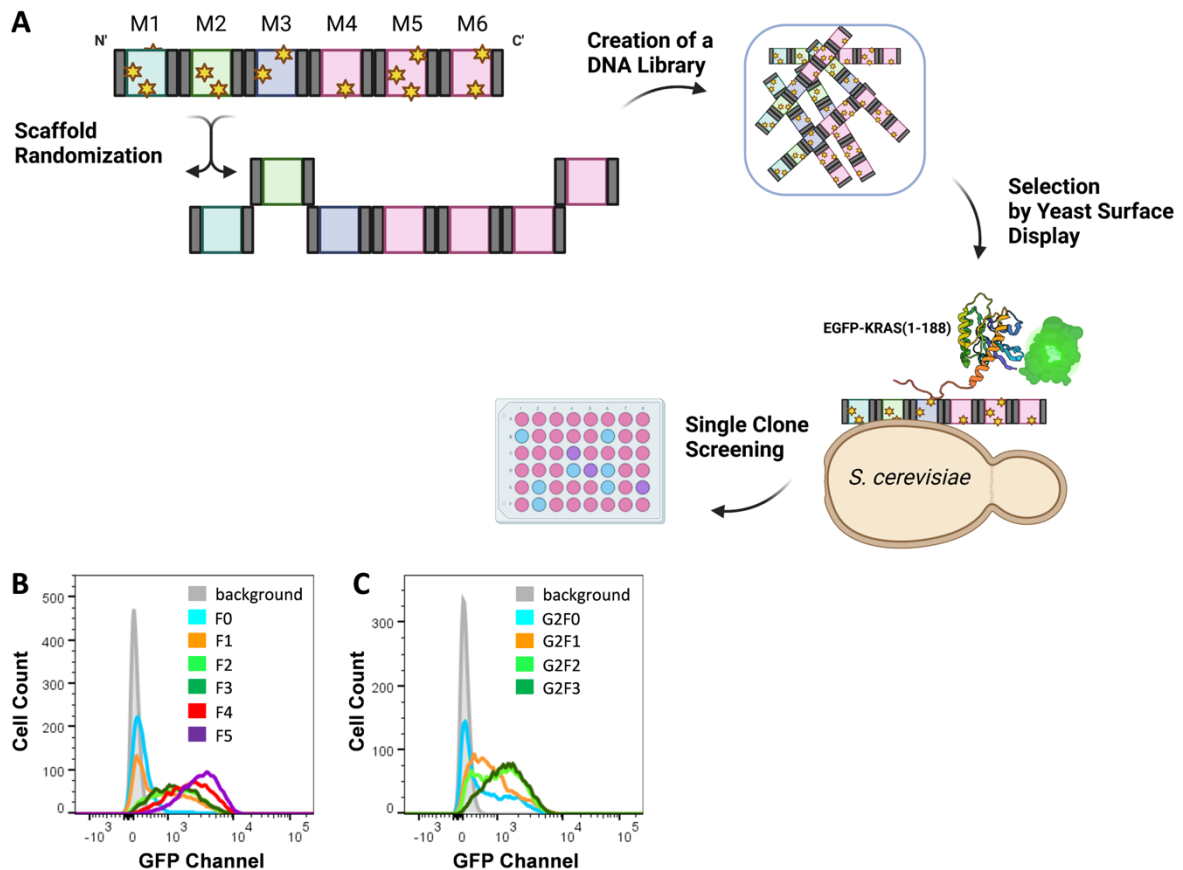 A
M1 M2 M3 M4 M5 M6
N' C'
Creation of a
DNA Library
Scaffold
Randomization
Selection
by Yeast Surface
Display
EGFP-KRAS(1-188)
Single Clone
Screening
S. cerevisiae
B
500
400
300
200
100
0
Cell Count
-10³ 0 10³ 10⁴ 10⁵
GFP Channel
background
F0
F1
F2
F3
F4
F5
C
300
200
100
0
Cell Count
-10³ 0 10³ 10⁴ 10⁵
GFP Channel
background
G2F0
G2F1
G2F2
G2F3